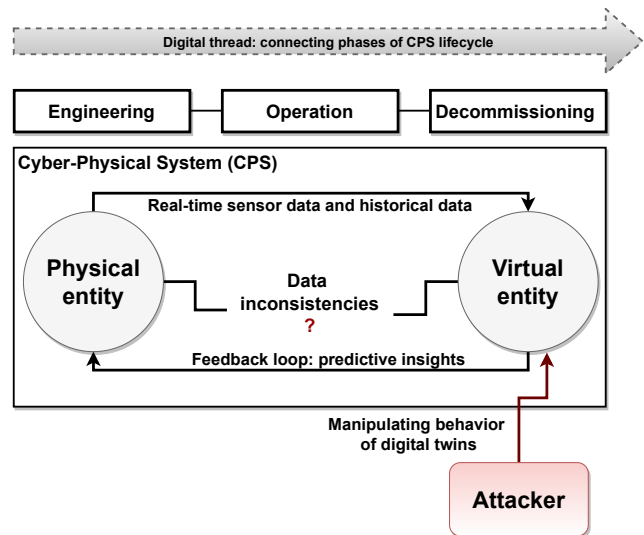 Digital thread: connecting phases of CPS lifecycle
Engineering
Operation
Decommissioning
Cyber-Physical System (CPS)
Real-time sensor data and historical data
Physical
entity
Data
inconsistencies
?
Virtual
entity
Feedback loop: predictive insights
Manipulating behavior
of digital twins
Attacker